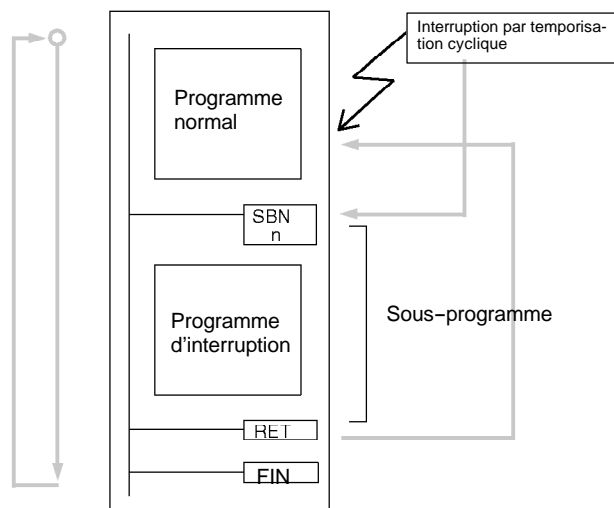 Interruption par temporisa-
tion cyclique
Programme
normal
SBN
n
Programme
d'interruption
Sous-programme
RET
FIN